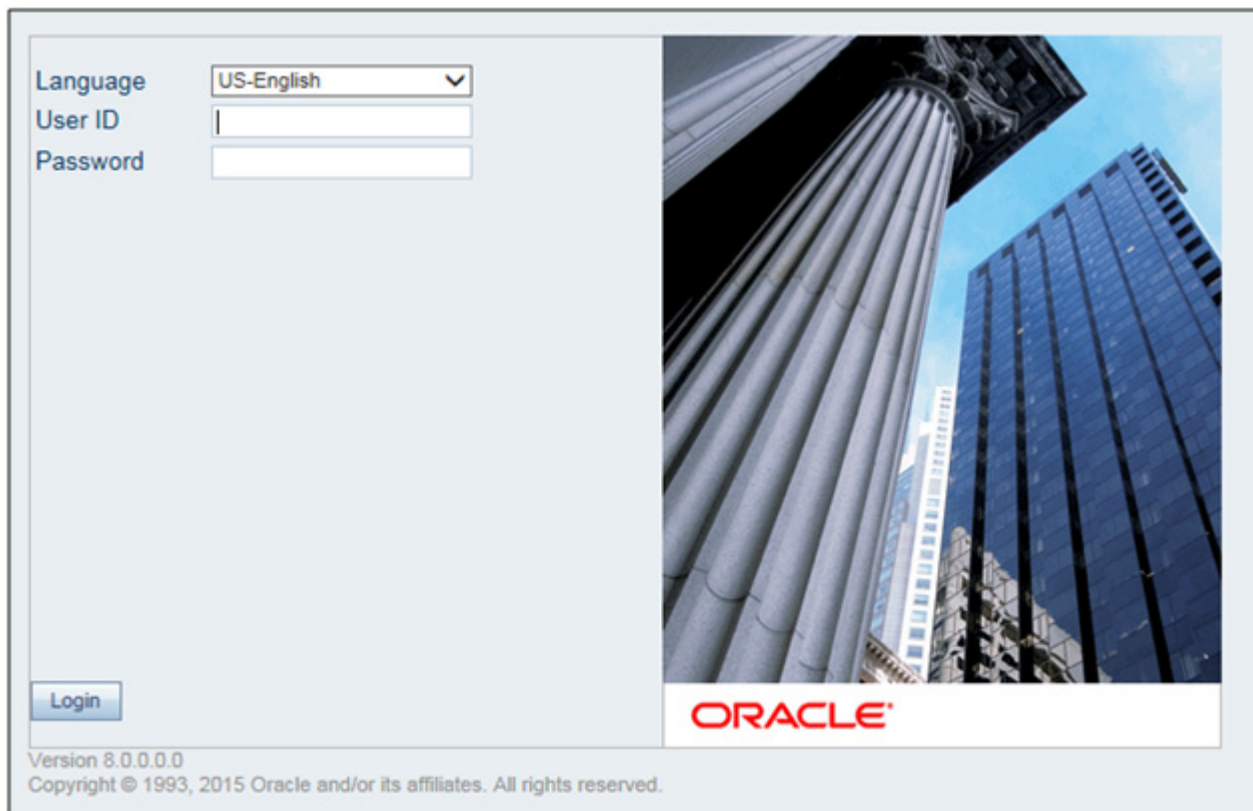 Language US-English
User ID
Password
Login
ORACLE
Version 8.0.0.0.0
Copyright © 1993, 2015 Oracle and/or its affiliates. All rights reserved.